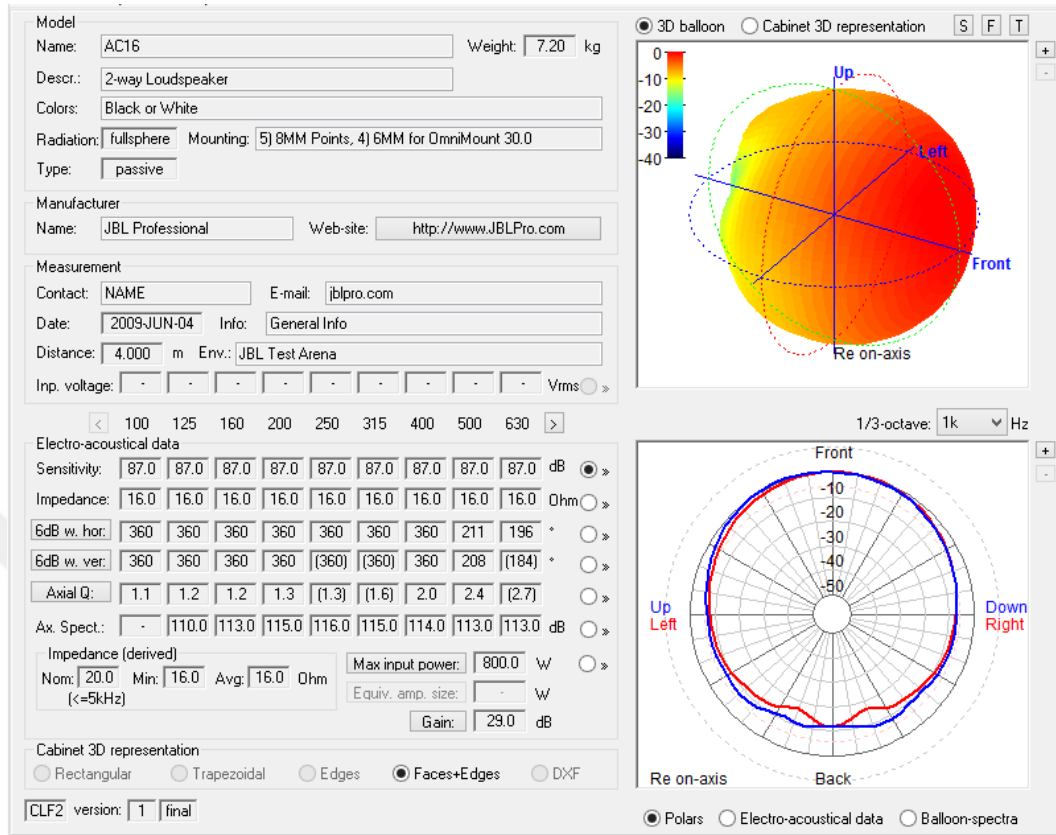 Model
Name: AC16 Weight: 7.20 kg
Descr.: 2-way Loudspeaker
Colors: Black or White
Radiation: fullsphere Mounting: 5) 8MM Points, 4) 6MM for OmniMount 30.0
Type: passive
Manufacturer
Name: JBL Professional Web-site: http://www.JBLPro.com
Measurement
Contact: NAME E-mail: jblpro.com
Date: 2009-JUN-04 Info: General Info
Distance: 4.000 m Env.: JBL Test Arena
Inp. voltage: - - - - - - - - - Vrms »
< 100 125 160 200 250 315 400 500 630 >
Electro-acoustical data
Sensitivity: 87.0 87.0 87.0 87.0 87.0 87.0 87.0 87.0 87.0 dB »
Impedance: 16.0 16.0 16.0 16.0 16.0 16.0 16.0 16.0 16.0 Ohm »
6dB w. hor: 360 360 360 360 360 360 360 211 196 ° »
6dB w. ver: 360 360 360 360 (360) (360) 360 208 (184) ° »
Axial Q: 1.1 1.2 1.2 1.3 (1.3) (1.6) 2.0 2.4 (2.7) »
Ax. Spect.: - 110.0 113.0 115.0 116.0 115.0 114.0 113.0 113.0 dB »
Impedance (derived)
Nom: 20.0 Min: 16.0 Avg: 16.0 Ohm
(<=5kHz)
Max input power: 800.0 W »
Equiv. amp. size: - W
Gain: 29.0 dB
Cabinet 3D representation
Rectangular Trapezoidal Edges Faces+Edges DXF
CLF2 version: 1 final
3D balloon Cabinet 3D representation S F T
+
-
0
-10
-20
-30
-40
Up
Left
Front
Re on-axis
1/3-octave: 1k Hz
+
-
Front
-10
-20
-30
-40
-50
Up Down
Left Right
Re on-axis Back
Polars Electro-acoustical data Balloon-spectra